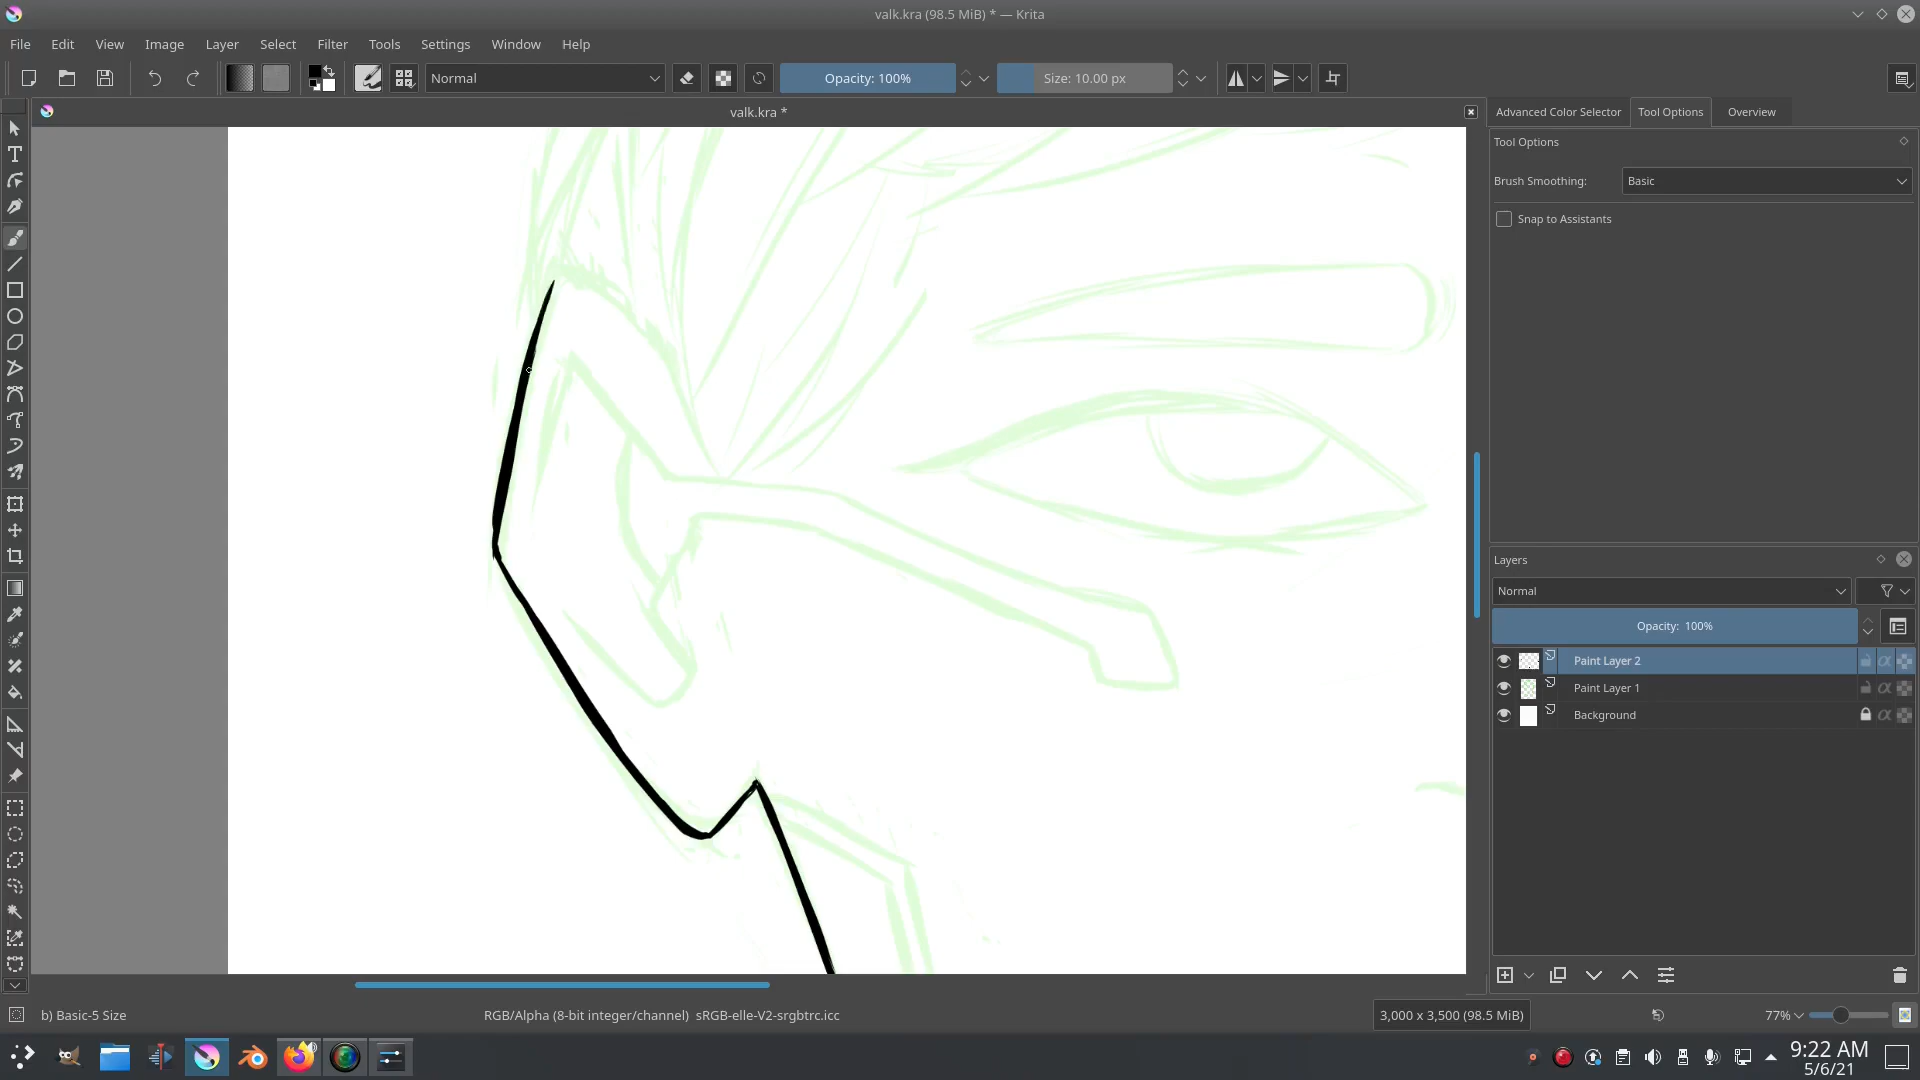 valk.kra (98.5 MiB) * — Krita
File Edit View Image Layer Select Filter Tools Settings Window Help
Normal Opacity: 100% Size: 10.00 px
valk.kra *
Advanced Color Selector Tool Options Overview
Tool Options
Brush Smoothing: Basic
Snap to Assistants
Layers
Normal
Opacity: 100%
Paint Layer 2
Paint Layer 1
Background
b) Basic-5 Size RGB/Alpha (8-bit integer/channel) sRGB-elle-V2-srgbtrc.icc 3,000 x 3,500 (98.5 MiB) 77%
9:22 AM
5/6/21